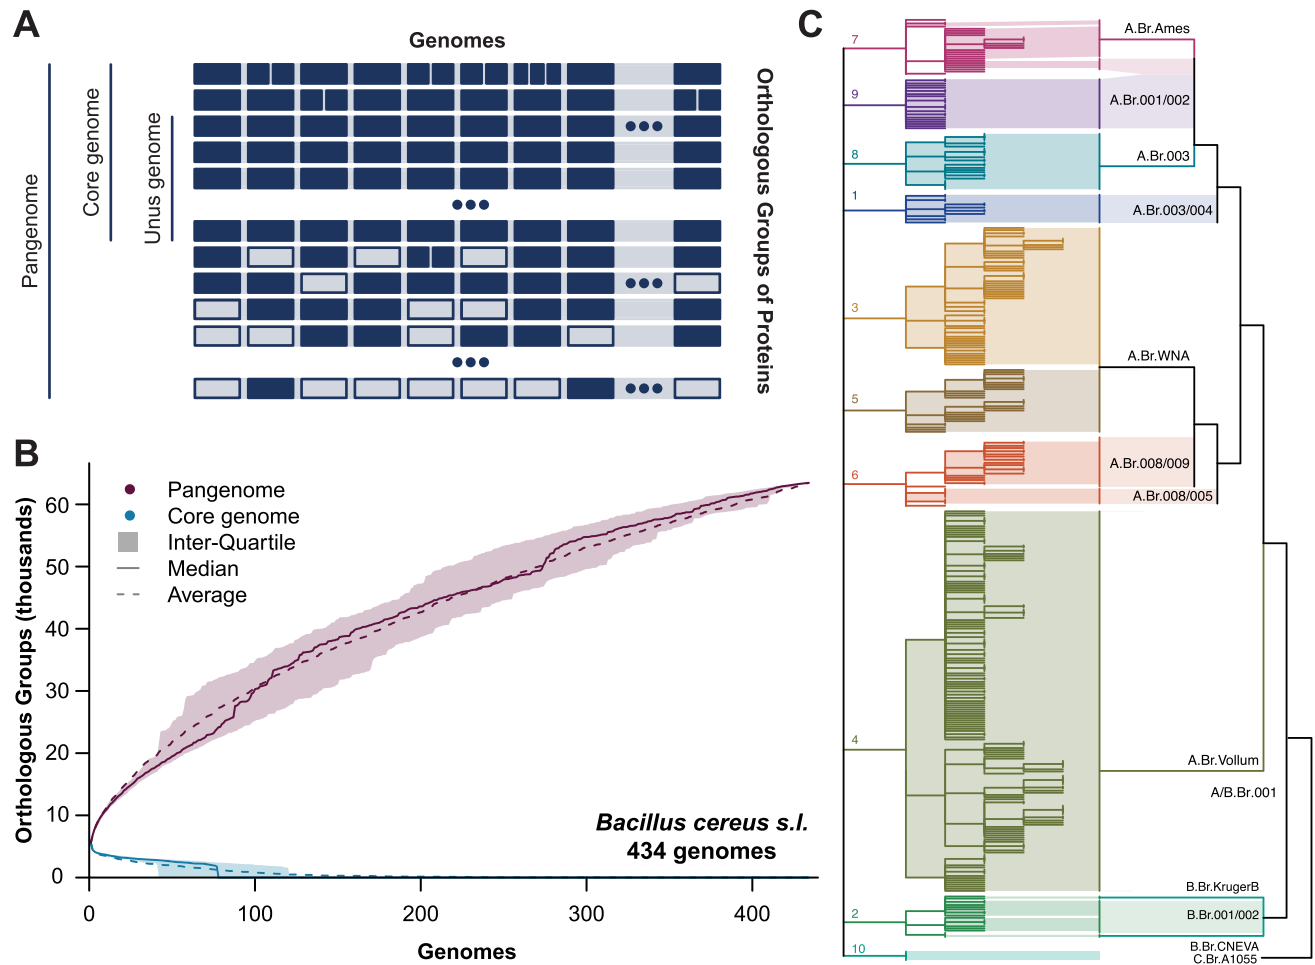 A
Genomes
Pangenome
Core genome
Unus genome
Orthologous Groups of Proteins
B
Orthologous Groups (thousands)
60
50
40
30
20
10
0
Pangenome
Core genome
Inter-Quartile
Median
Average
Bacillus cereus s.l.
434 genomes
0
100
200
300
400
Genomes
C
7
9
8
1
3
5
6
4
2
10
A.Br.Ames
A.Br.001/002
A.Br.003
A.Br.003/004
A.Br.WNA
A.Br.008/009
A.Br.008/005
A.Br.Vollum
A/B.Br.001
B.Br.KrugerB
B.Br.001/002
B.Br.CNEVA
C.Br.A1055